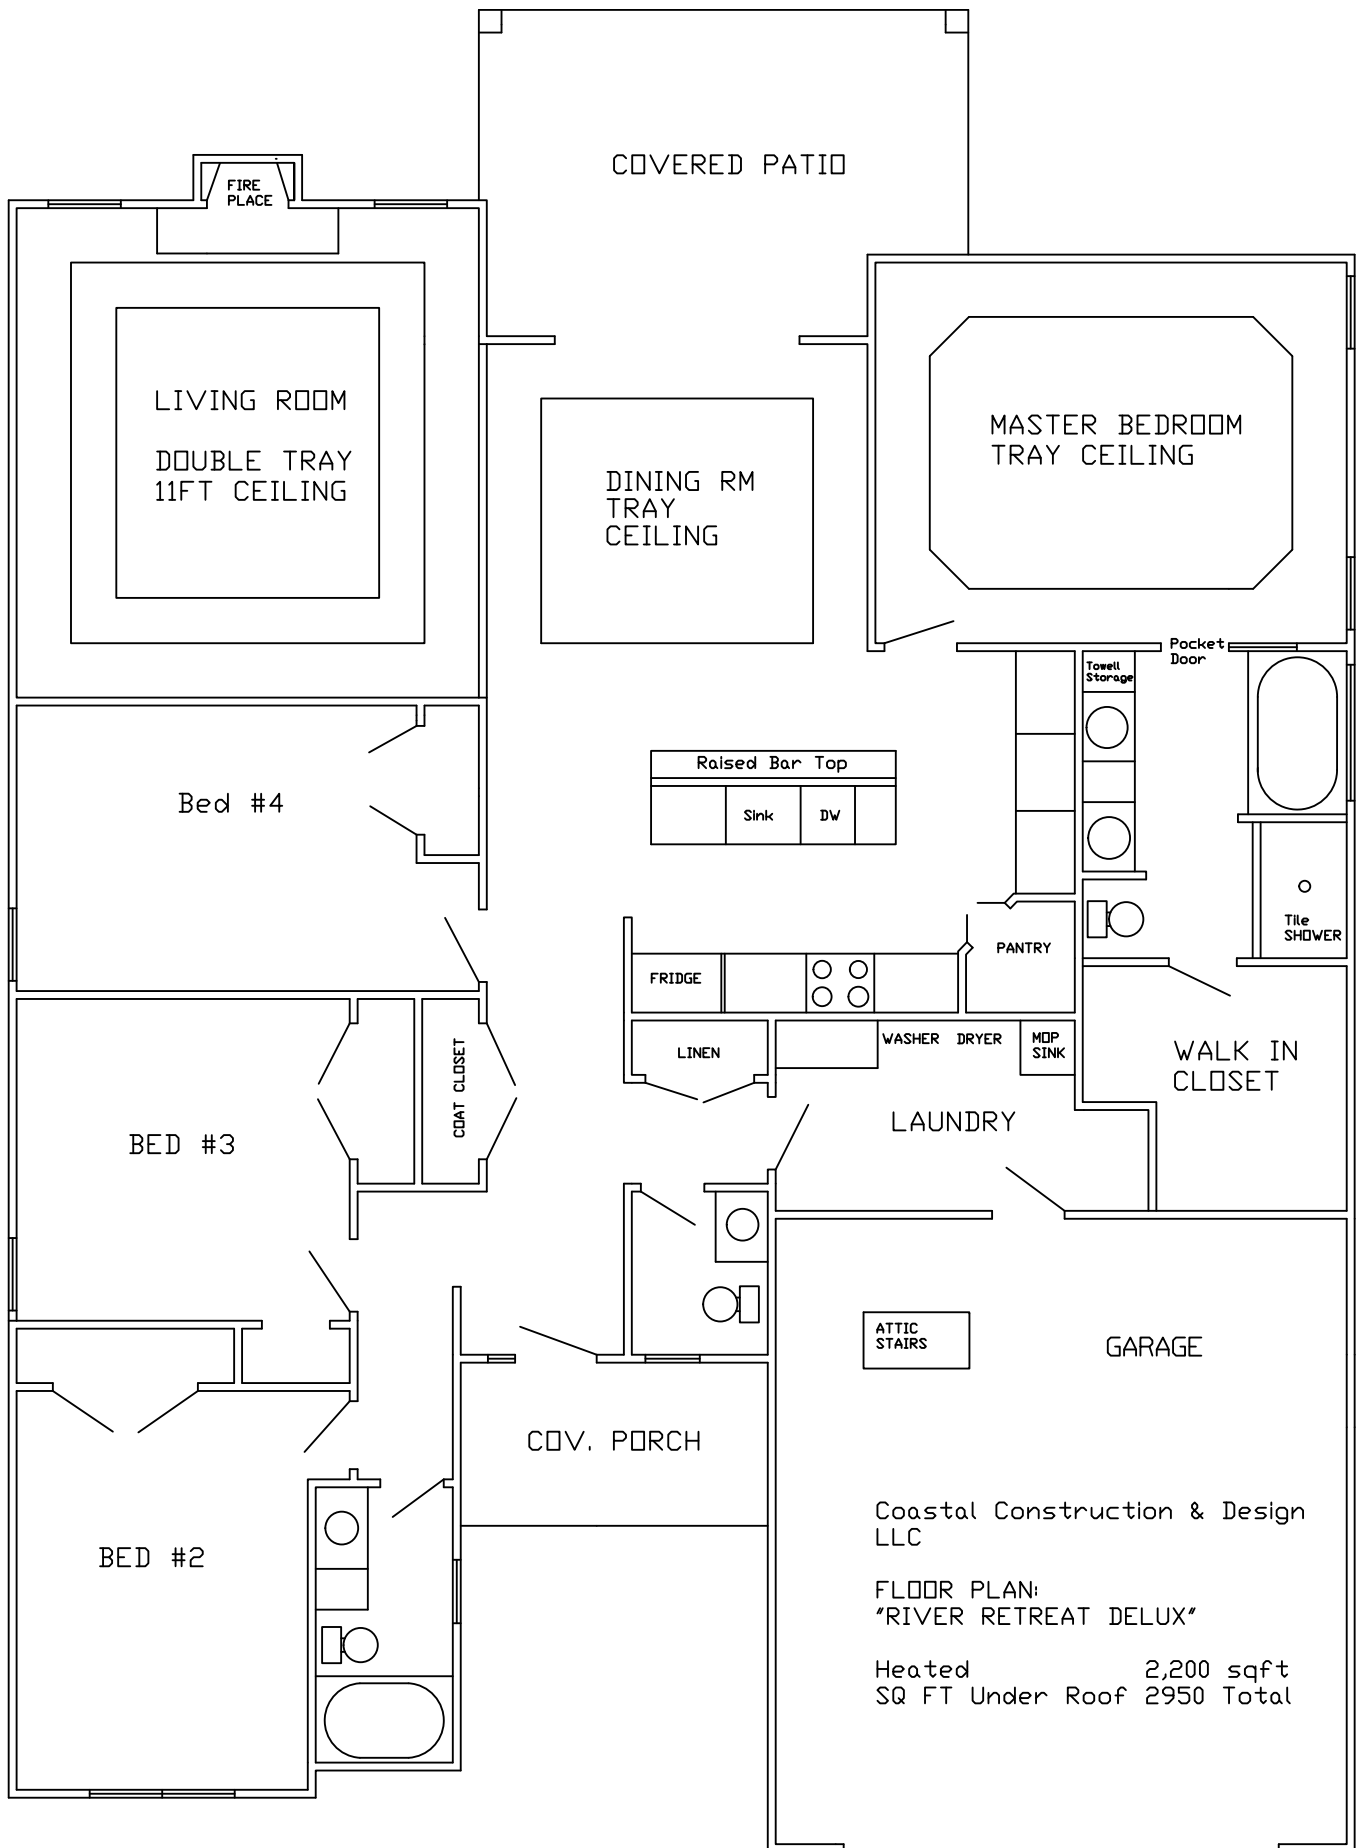 COVERED PATIO
FIRE
PLACE
LIVING ROOM
DOUBLE TRAY
11FT CEILING
DINING RM
TRAY
CEILING
MASTER BEDROOM
TRAY CEILING
Pocket
Door
Towell
Storage
Raised Bar Top
Sink
DW
Bed #4
Tile
SHOWER
PANTRY
FRIDGE
WASHER DRYER
MOP
SINK
LINEN
COAT CLOSET
WALK IN
CLOSET
LAUNDRY
BED #3
ATTIC
STAIRS
GARAGE
COV. PORCH
BED #2
Coastal Construction & Design
LLC
FLOOR PLAN:
"RIVER RETREAT DELUX"
Heated 2,200 sqft
SQ FT Under Roof 2950 Total